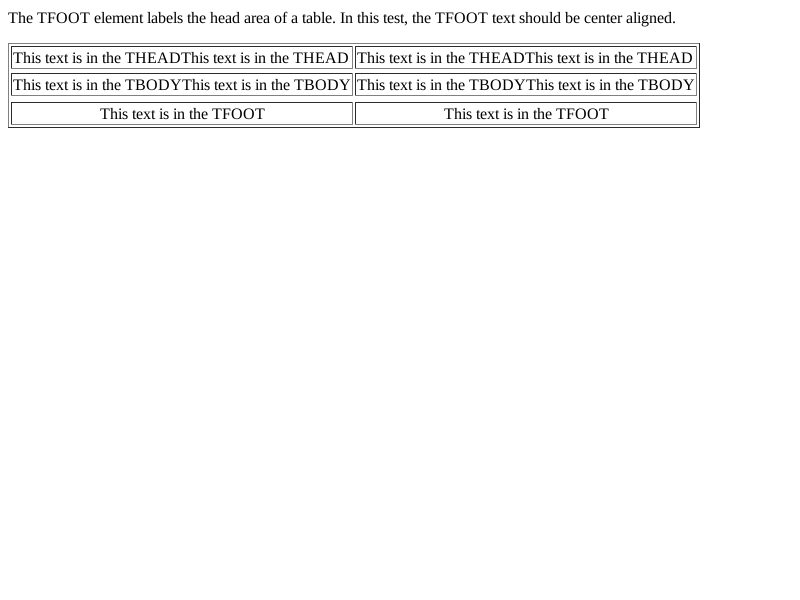 The TFOOT element labels the head area of a table. In this test, the TFOOT text should be center aligned.
This text is in the THEADThis text is in the THEAD This text is in the THEADThis text is in the THEAD
This text is in the TBODYThis text is in the TBODY This text is in the TBODYThis text is in the TBODY
This text is in the TFOOT This text is in the TFOOT